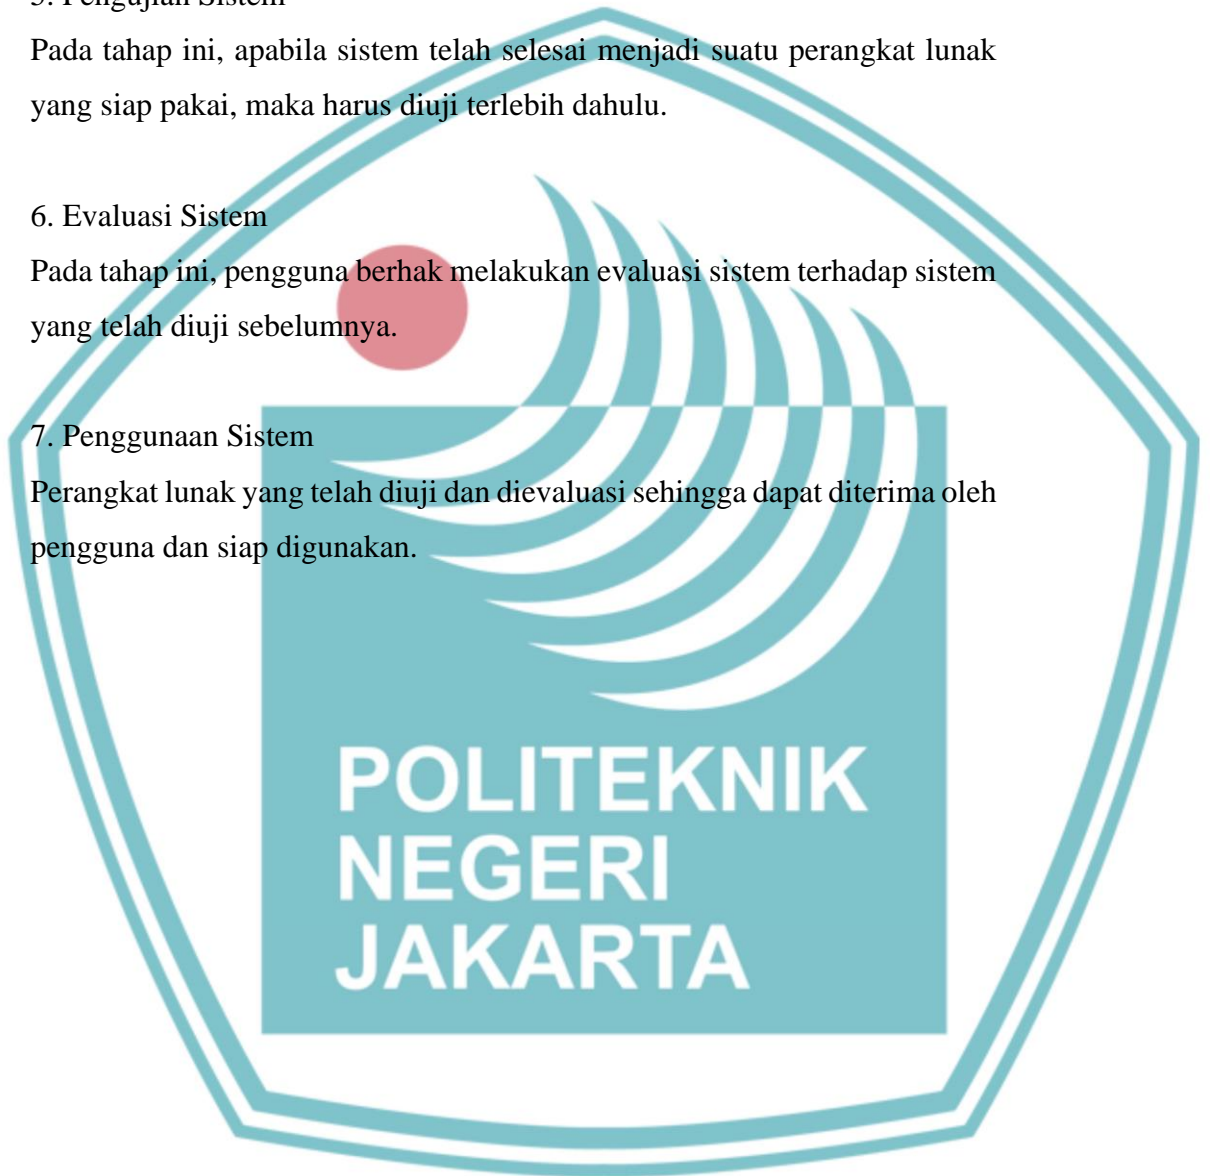 5. Pengujian Sistem
Pada tahap ini, apabila sistem telah selesai menjadi suatu perangkat lunak
yang siap pakai, maka harus diuji terlebih dahulu.
6. Evaluasi Sistem
Pada tahap ini, pengguna berhak melakukan evaluasi sistem terhadap sistem
yang telah diuji sebelumnya.
7. Penggunaan Sistem
Perangkat lunak yang telah diuji dan dievaluasi sehingga dapat diterima oleh
pengguna dan siap digunakan.
POLITEKNIK
NEGERI
JAKARTA